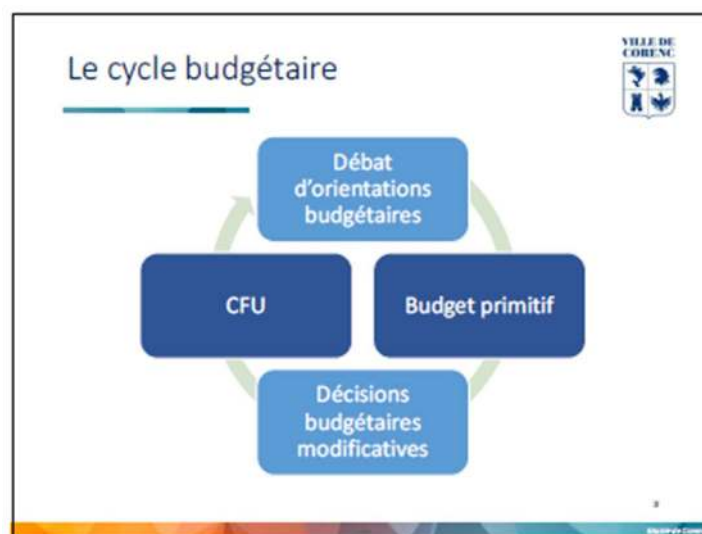 Le cycle budgétaire
VILLE DE
CORENC
Débat
d'orientations
budgétaires
CFU
Budget primitif
Décisions
budgétaires
modificatives